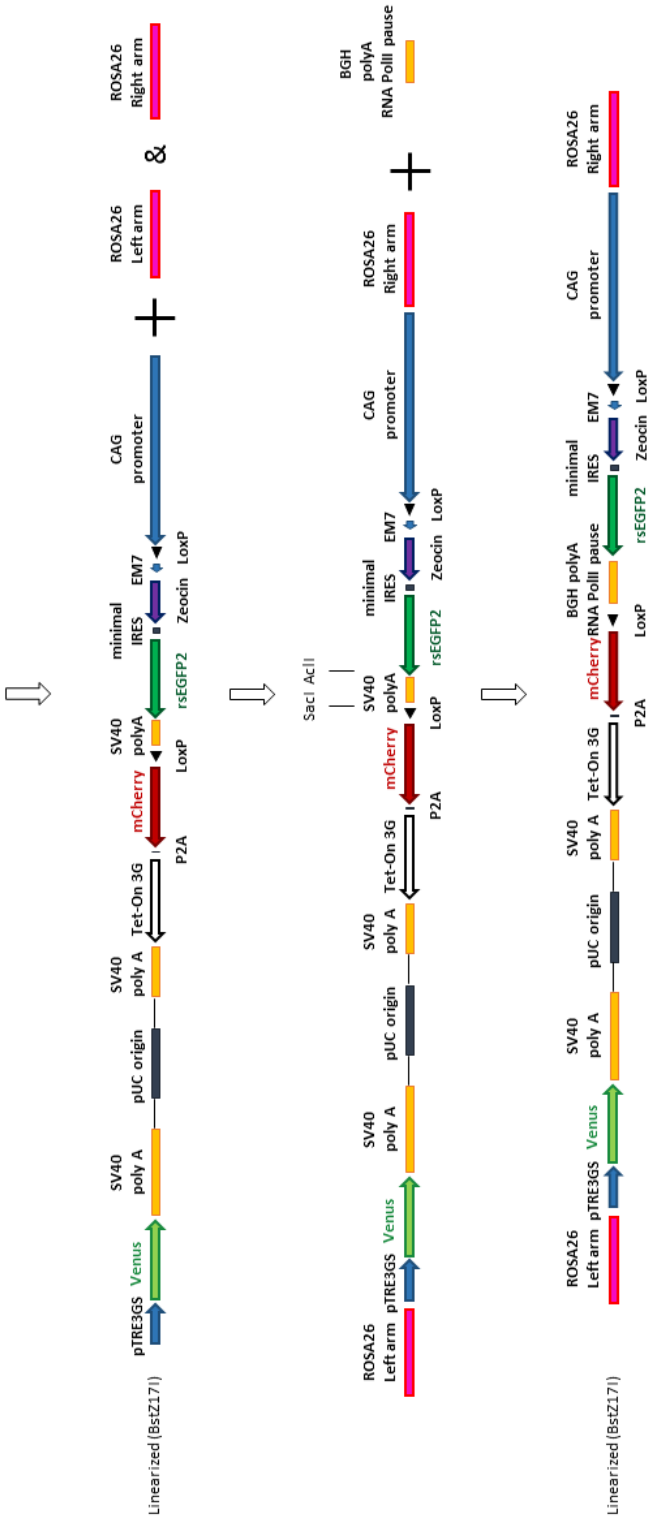 Linearized (BstZ17I)
pTRE3GS
Venus
SV40
poly A
pUC origin
SV40
poly A
Tet-On 3G
P2A
mCherry
LoxP
SV40
polyA
rsEGFP2
minimal
IRES
Zeocin
EM7
LoxP
CAG
promoter
+
ROSA26
Left arm
&
ROSA26
Right arm
ROSA26
Left arm
pTRE3GS
Venus
SV40
poly A
pUC origin
SV40
poly A
Tet-On 3G
P2A
mCherry
LoxP
SacI AclI
SV40
polyA
rsEGFP2
minimal
IRES
Zeocin
EM7
LoxP
CAG
promoter
ROSA26
Right arm
+
BGH
polyA
RNA PolII pause
Linearized (BstZ17I)
ROSA26
Left arm
pTRE3GS
Venus
SV40
poly A
pUC origin
SV40
poly A
Tet-On 3G
P2A
mCherry
LoxP
BGH polyA
RNA PolII pause
rsEGFP2
minimal
IRES
Zeocin
EM7
LoxP
CAG
promoter
ROSA26
Right arm